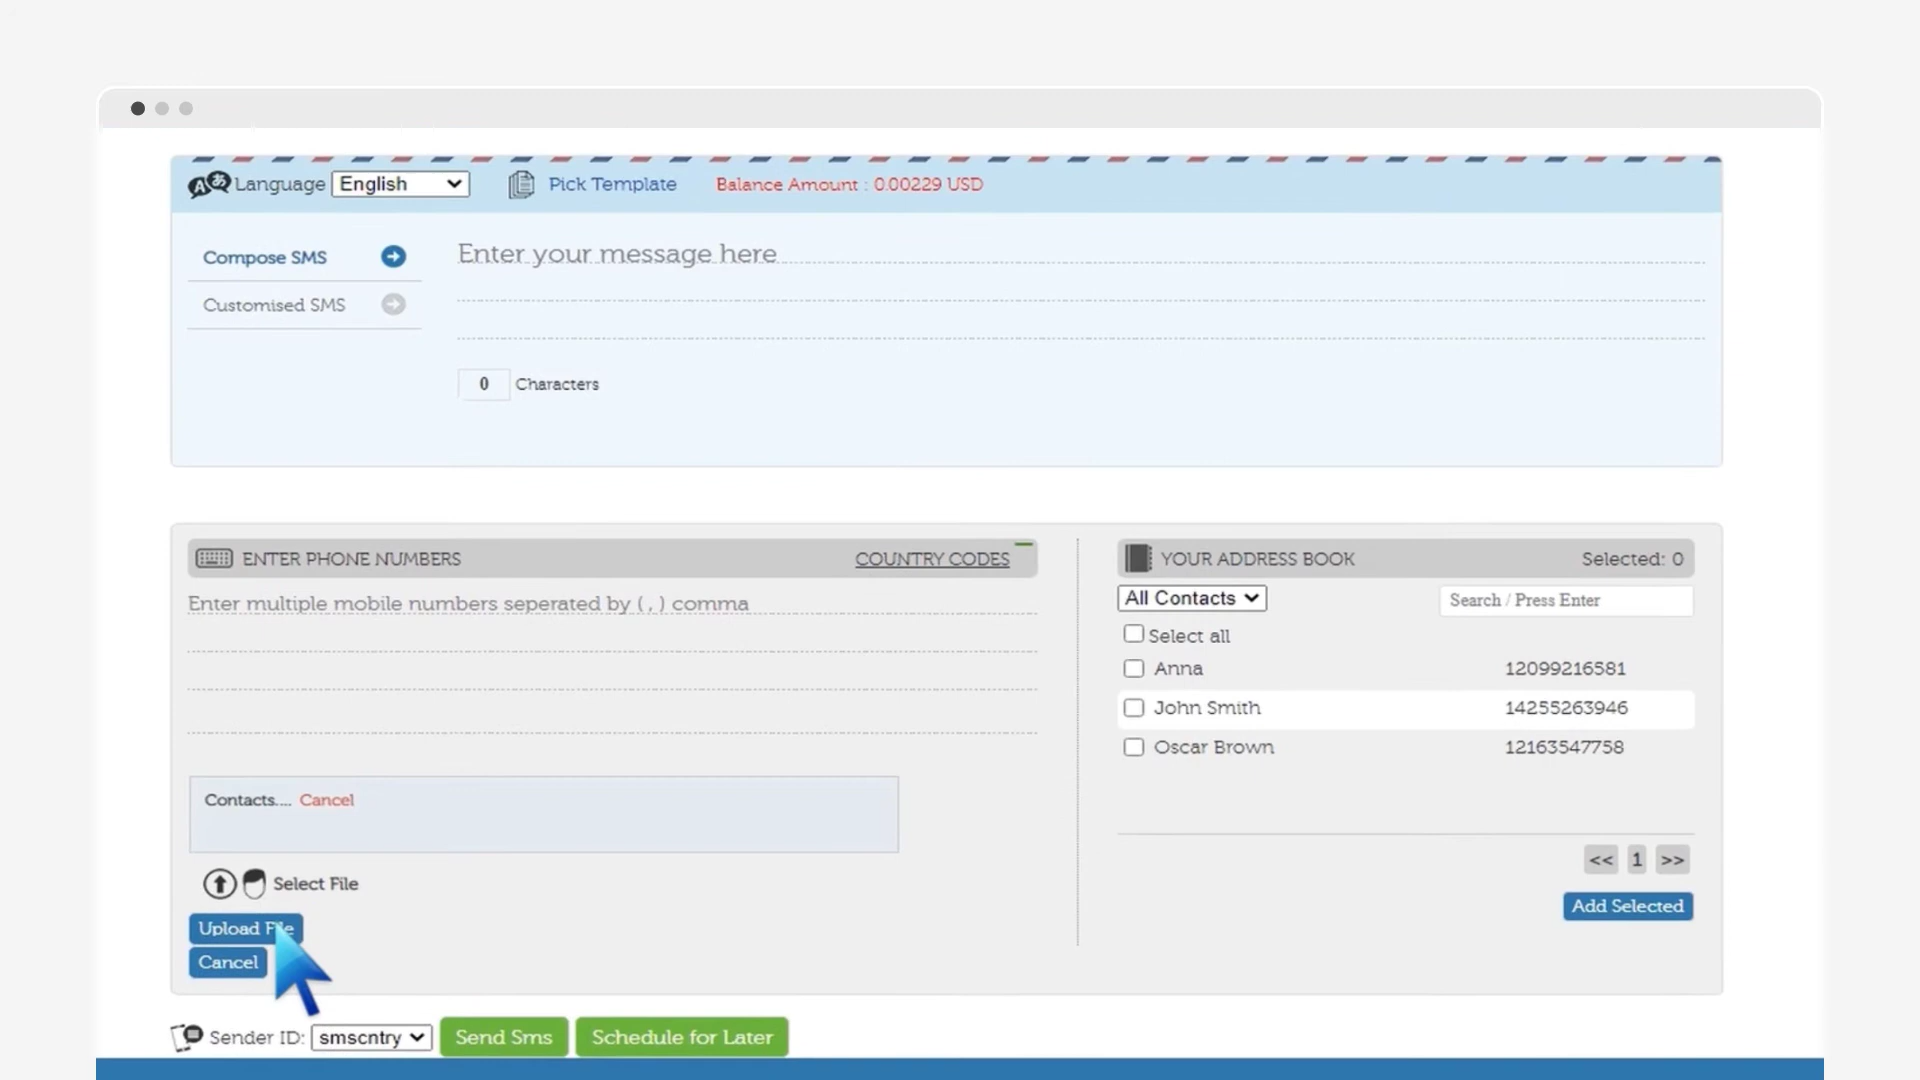 Language English Pick Template Balance Amount : 0.00229 USD
Compose SMS
Customised SMS
Enter your message here
0 Characters
ENTER PHONE NUMBERS COUNTRY CODES
Enter multiple mobile numbers seperated by ( , ) comma
Contacts.... Cancel
Select File
Upload File
Cancel
YOUR ADDRESS BOOK Selected: 0
All Contacts Search / Press Enter
Select all
Anna 12099216581
John Smith 14255263946
Oscar Brown 12163547758
<< 1 >>
Add Selected
Sender ID: smscntry Send Sms Schedule for Later